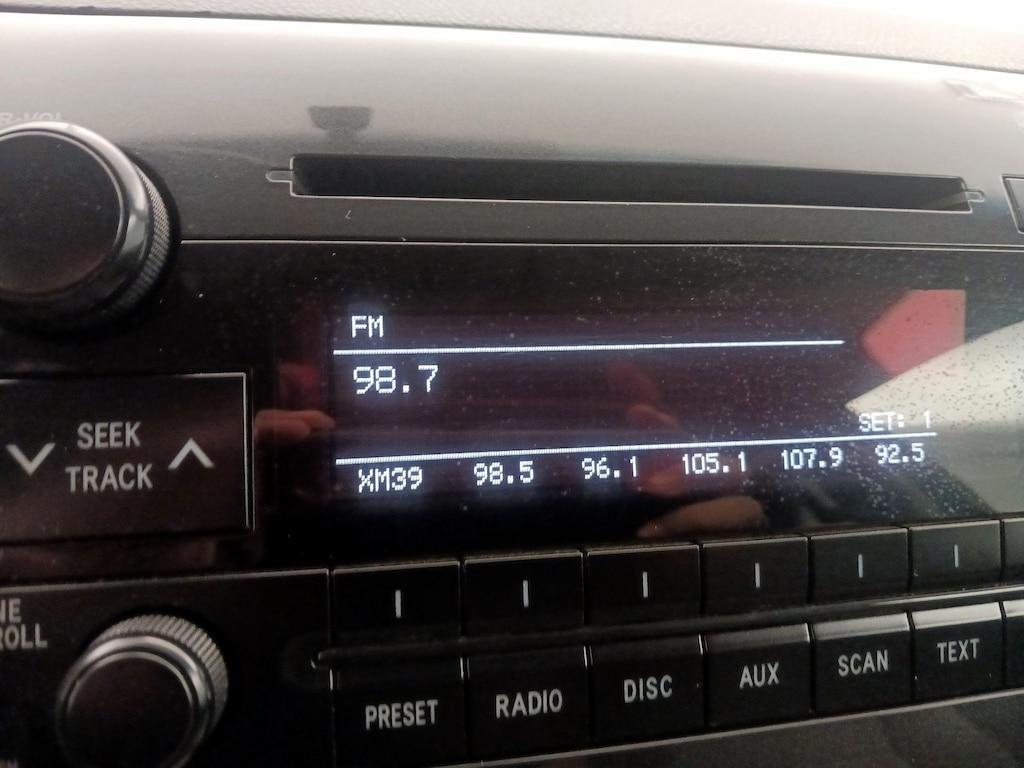 FM
98.7
SET: 1
XM39 98.5 96.1 105.1 107.9 92.5
SEEK
TRACK
PRESET RADIO DISC AUX SCAN TEXT